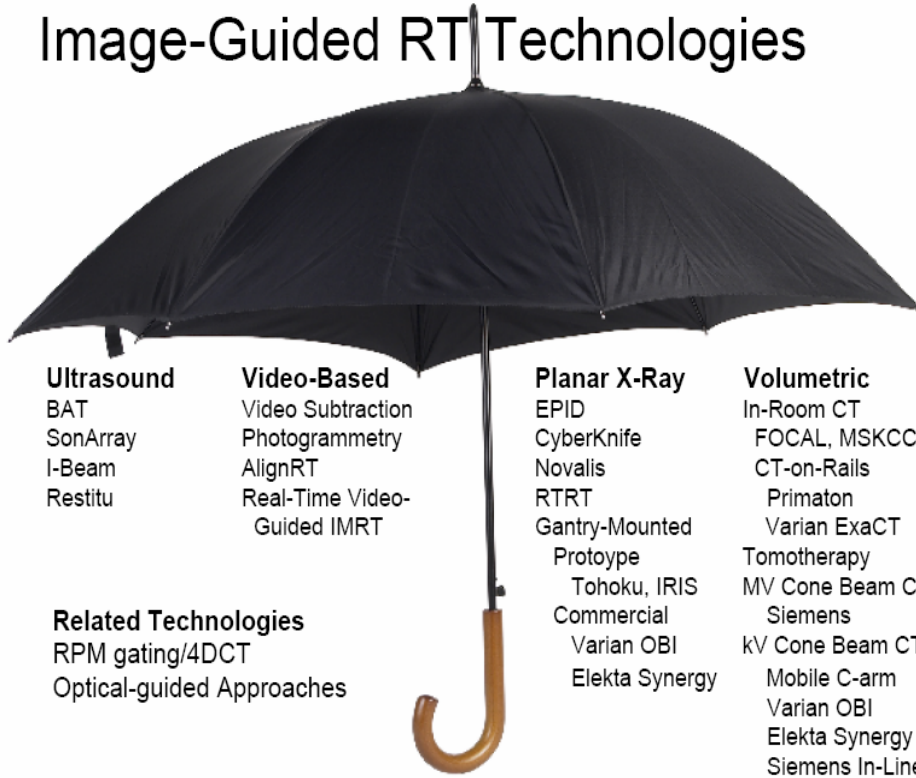 Image-Guided RT Technologies
Ultrasound
BAT
SonArray
I-Beam
Restitu
Video-Based
Video Subtraction
Photogrammetry
AlignRT
Real-Time Video-
Guided IMRT
Related Technologies
RPM gating/4DCT
Optical-guided Approaches
Planar X-Ray
EPID
CyberKnife
Novalis
RTRT
Gantry-Mounted
Protoype
Tohoku, IRIS
Commercial
Varian OBI
Elekta Synergy
Volumetric
In-Room CT
FOCAL, MSKCC
CT-on-Rails
Primaton
Varian ExaCT
Tomotherapy
MV Cone Beam C
Siemens
kV Cone Beam CT
Mobile C-arm
Varian OBI
Elekta Synergy
Siemens In-Line